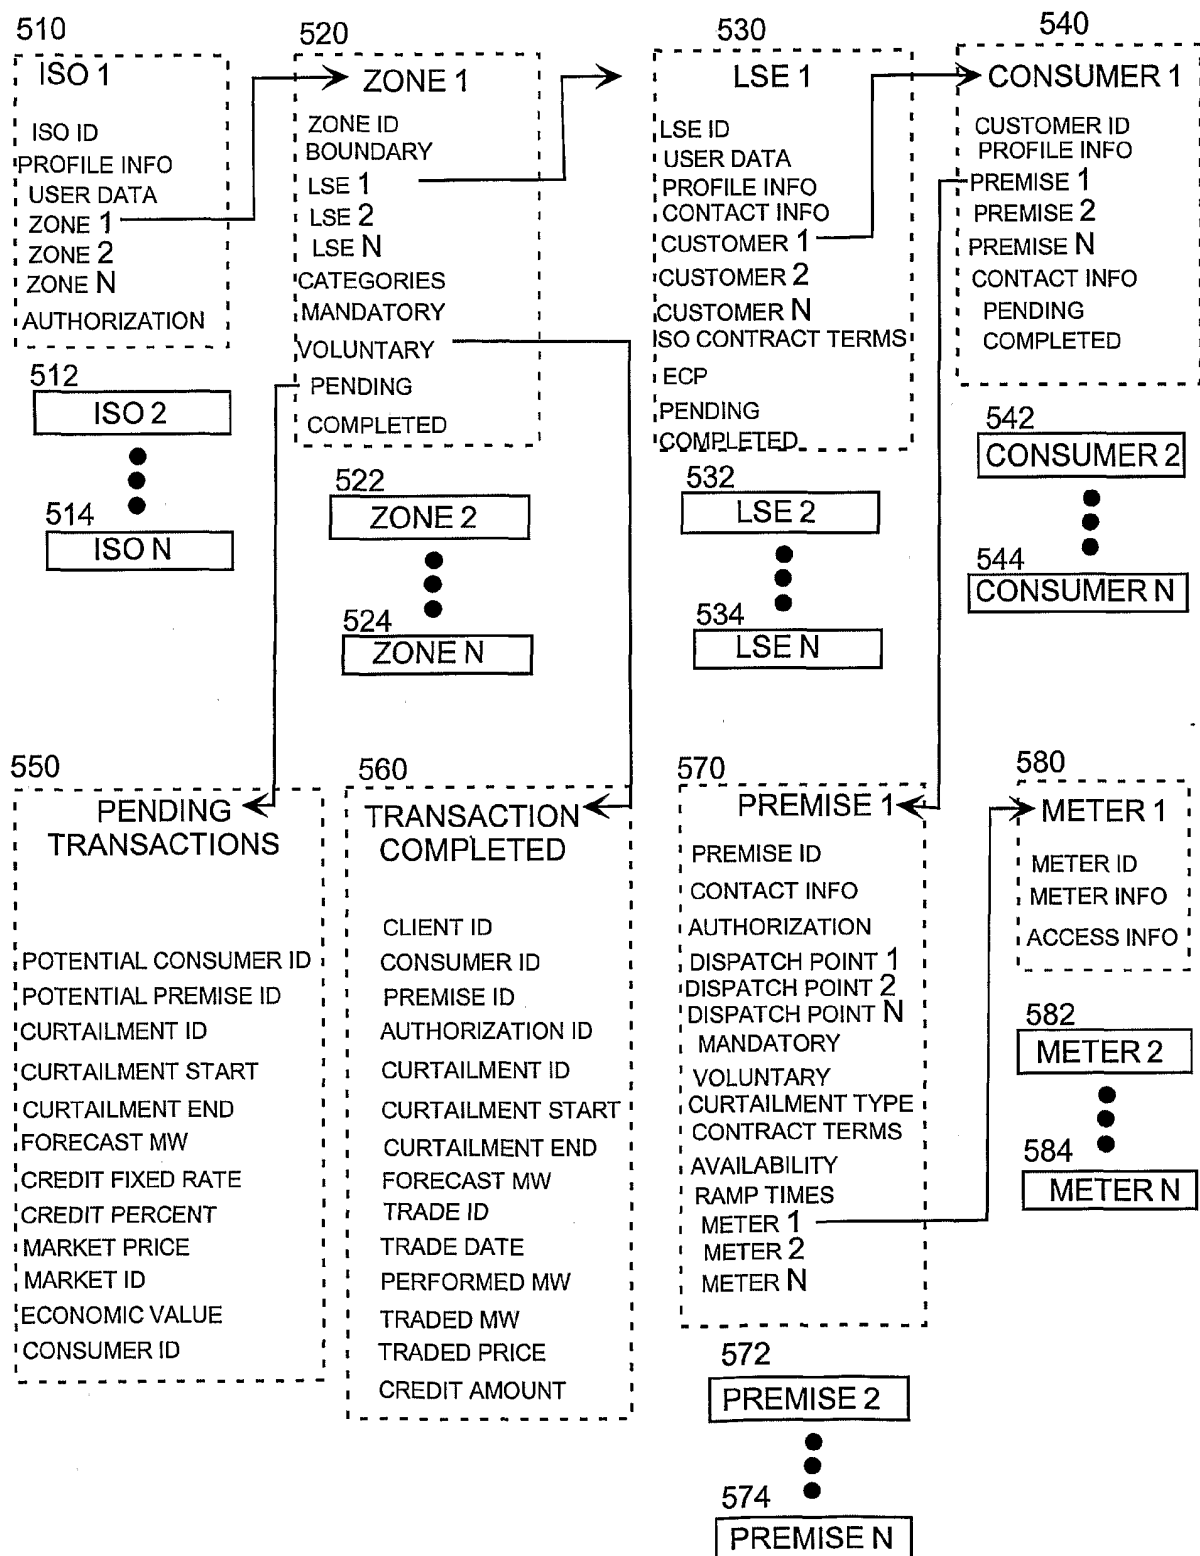 510
ISO 1
ISO ID
PROFILE INFO
USER DATA
ZONE 1
ZONE 2
ZONE N
AUTHORIZATION
512
ISO 2
514
ISO N
520
ZONE 1
ZONE ID
BOUNDARY
LSE 1
LSE 2
LSE N
CATEGORIES
MANDATORY
VOLUNTARY
PENDING
COMPLETED
522
ZONE 2
524
ZONE N
530
LSE 1
LSE ID
USER DATA
PROFILE INFO
CONTACT INFO
CUSTOMER 1
CUSTOMER 2
CUSTOMER N
ISO CONTRACT TERMS
ECP
PENDING
COMPLETED
532
LSE 2
534
LSE N
540
CONSUMER 1
CUSTOMER ID
PROFILE INFO
PREMISE 1
PREMISE 2
PREMISE N
CONTACT INFO
PENDING
COMPLETED
542
CONSUMER 2
544
CONSUMER N
550
PENDING
TRANSACTIONS
POTENTIAL CONSUMER ID
POTENTIAL PREMISE ID
CURTAILMENT ID
CURTAILMENT START
CURTAILMENT END
FORECAST MW
CREDIT FIXED RATE
CREDIT PERCENT
MARKET PRICE
MARKET ID
ECONOMIC VALUE
CONSUMER ID
560
TRANSACTION
COMPLETED
CLIENT ID
CONSUMER ID
PREMISE ID
AUTHORIZATION ID
CURTAILMENT ID
CURTAILMENT START
CURTAILMENT END
FORECAST MW
TRADE ID
TRADE DATE
PERFORMED MW
TRADED MW
TRADED PRICE
CREDIT AMOUNT
570
PREMISE 1
PREMISE ID
CONTACT INFO
AUTHORIZATION
DISPATCH POINT 1
DISPATCH POINT 2
DISPATCH POINT N
MANDATORY
VOLUNTARY
CURTAILMENT TYPE
CONTRACT TERMS
AVAILABILITY
RAMP TIMES
METER 1
METER 2
METER N
572
PREMISE 2
574
PREMISE N
580
METER 1
METER ID
METER INFO
ACCESS INFO
582
METER 2
584
METER N